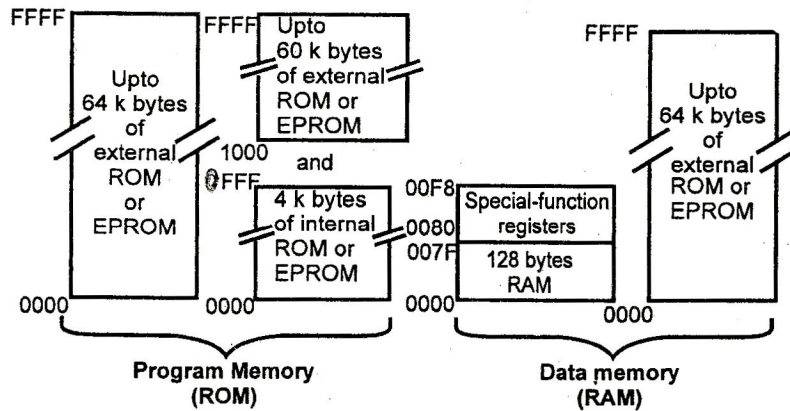 FFFF
Upto
64 k bytes
of
external
ROM
or
EPROM
0000
FFFF
Upto
60 k bytes
of external
ROM or
EPROM
1000
and
0FFF
4 k bytes
of internal
ROM or
EPROM
0000
Program Memory
(ROM)
00F8
Special-function
registers
0080
007F
128 bytes
RAM
0000
FFFF
Upto
64 k bytes
of
external
ROM or
EPROM
0000
Data memory
(RAM)